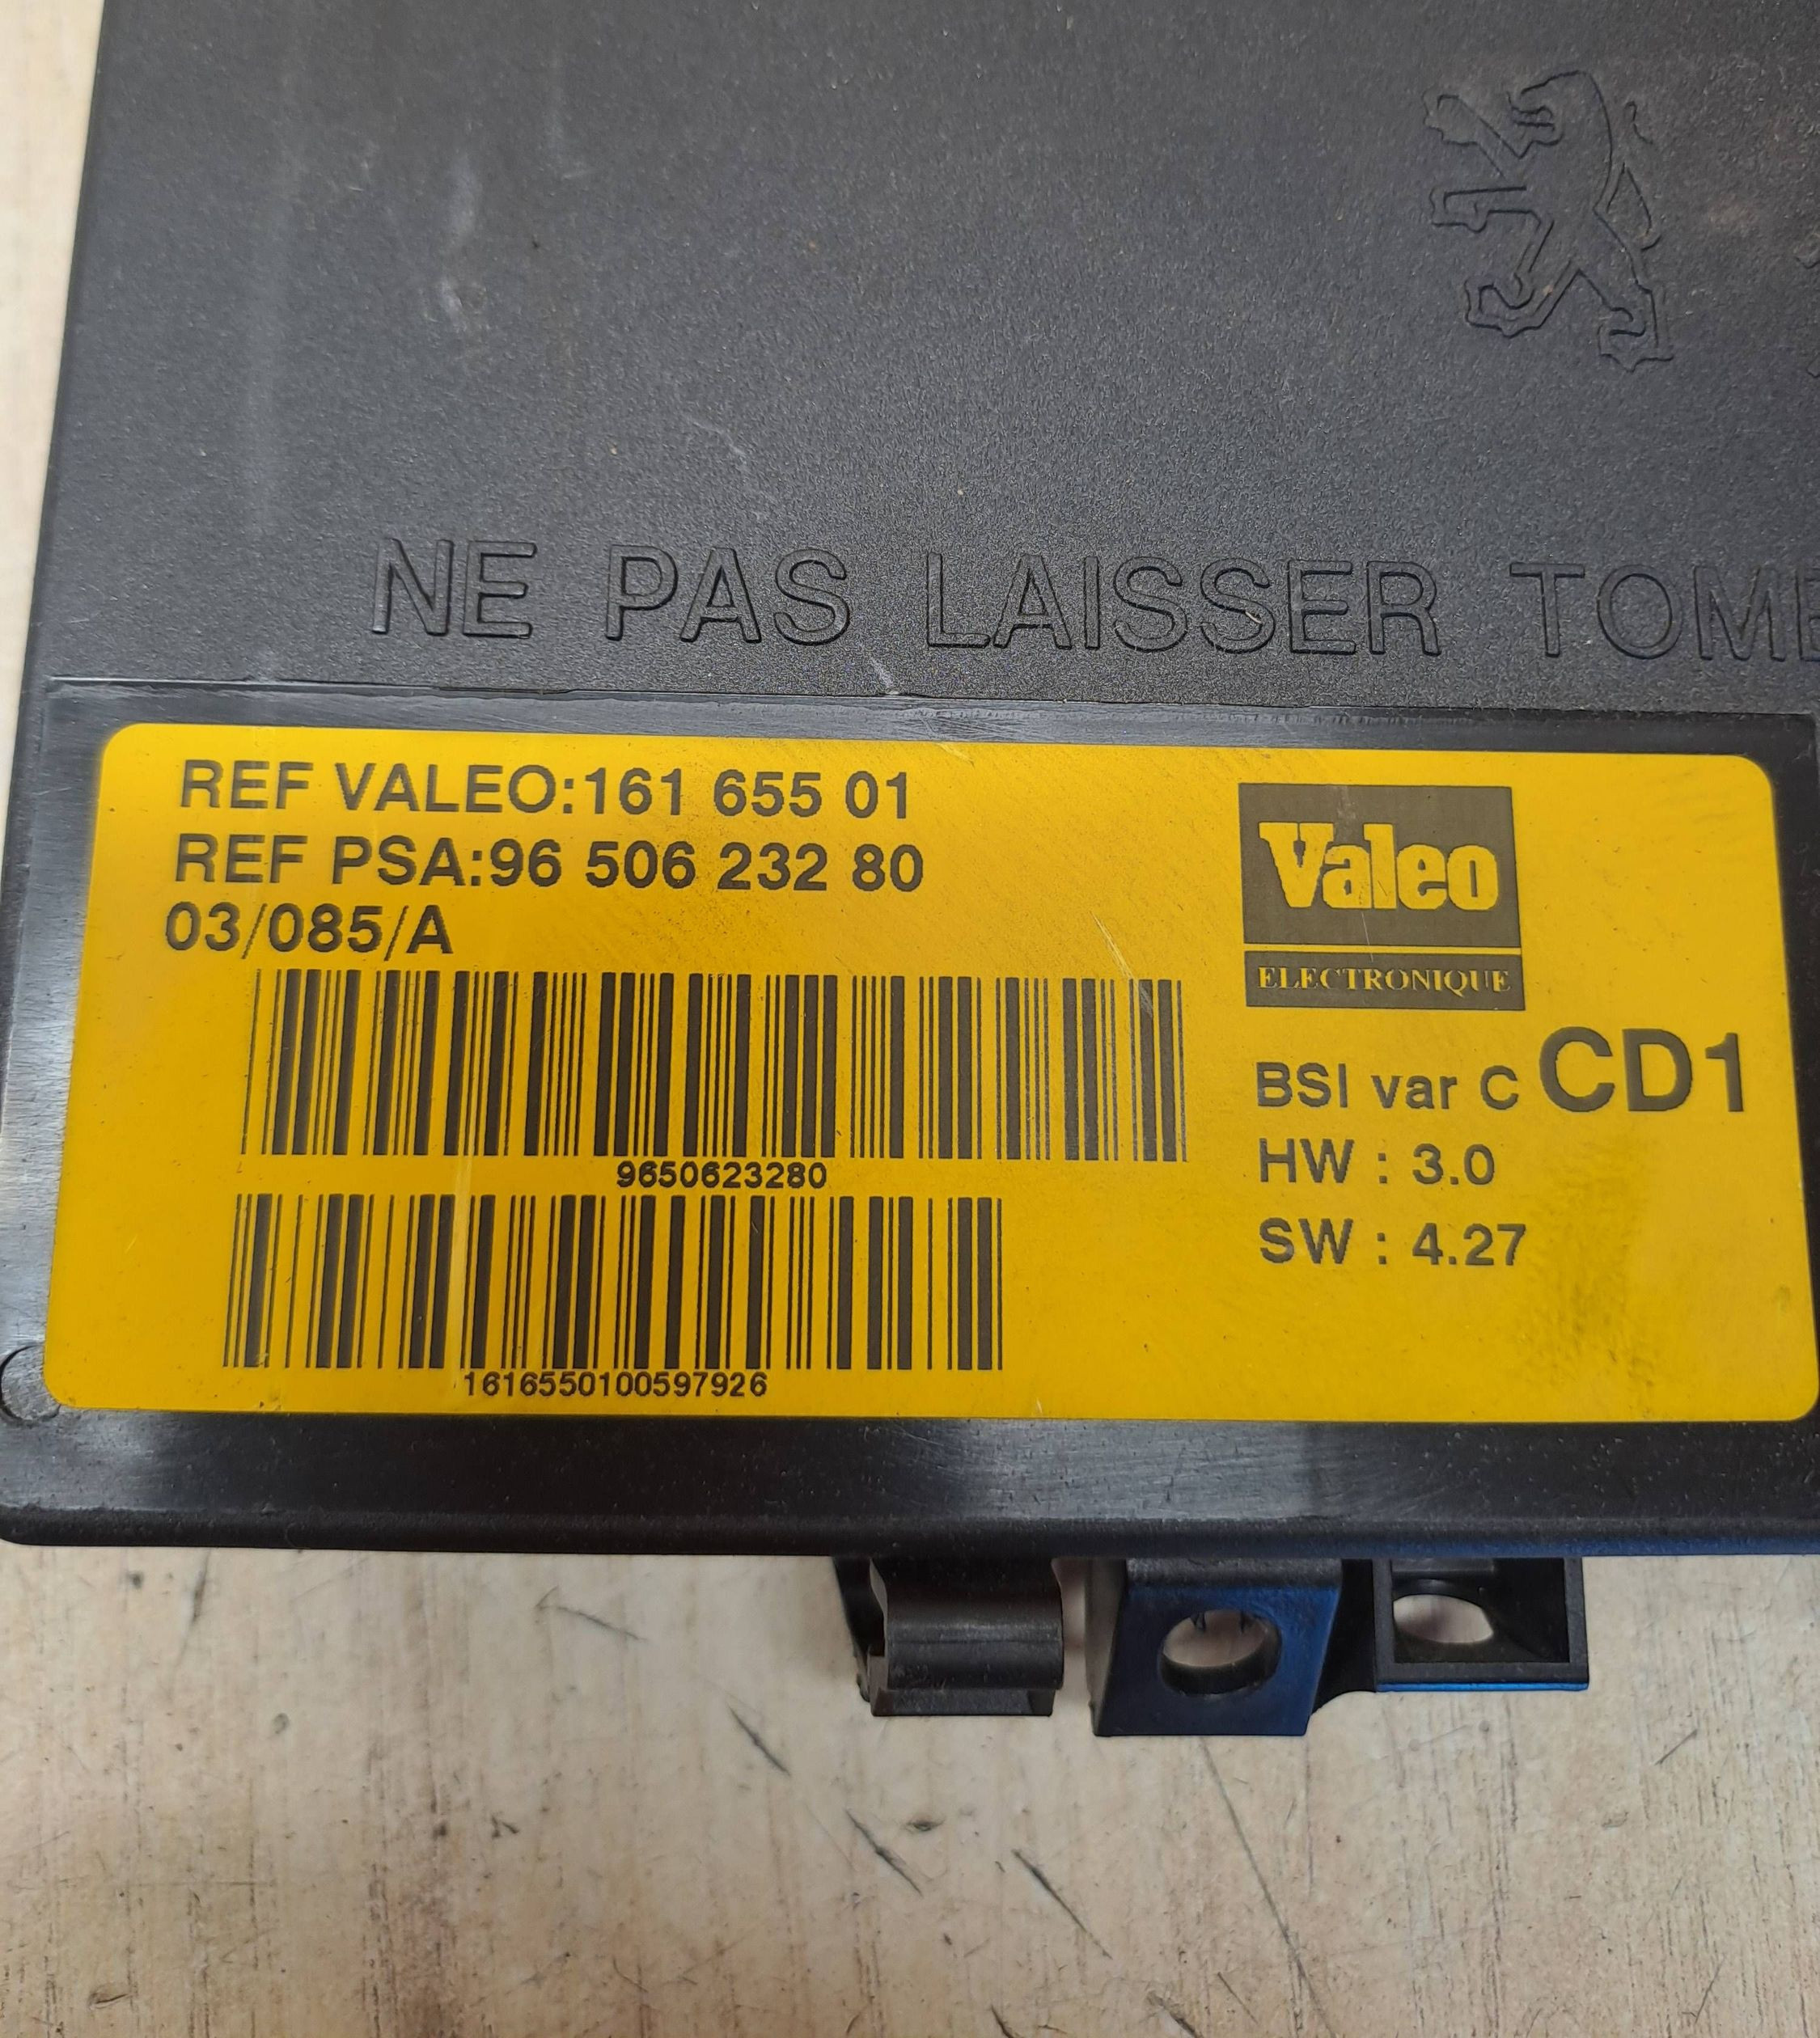 NE PAS LAISSER
REF VALEO:161 655 01
REF PSA:96 506 232 80
03/085/A
9650623280
1616550100597926
Valeo
ELECTRONIQUE
BSI var C CD1
HW : 3.0
SW : 4.27